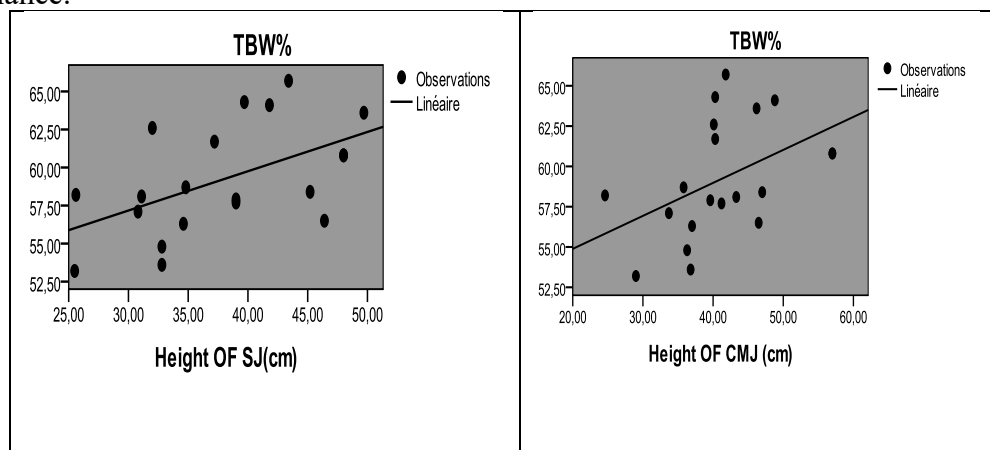 TBW%
Observations
Linéaire
65,00
62,50
60,00
57,50
55,00
52,50
25,00 30,00 35,00 40,00 45,00 50,00
Height OF SJ(cm)
TBW%
Observations
Linéaire
65,00
62,50
60,00
57,50
55,00
52,50
20,00 30,00 40,00 50,00 60,00
Height OF CMJ (cm)